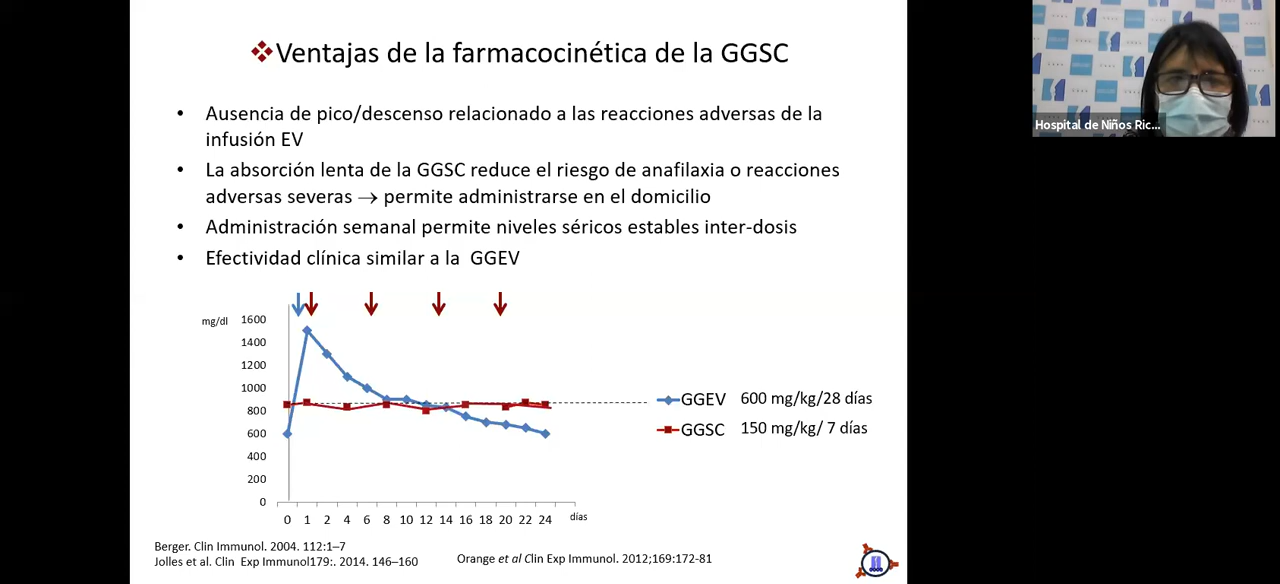 ❖Ventajas de la farmacocinética de la GGSC
• Ausencia de pico/descenso relacionado a las reacciones adversas de la
infusión EV
• La absorción lenta de la GGSC reduce el riesgo de anafilaxia o reacciones
adversas severas → permite administrarse en el domicilio
• Administración semanal permite niveles séricos estables inter-dosis
• Efectividad clínica similar a la GGEV
mg/dl
1600
1400
1200
1000
800
600
400
200
0
0 1 2 4 6 8 10 12 14 16 18 20 22 24 días
GGEV 600 mg/kg/28 días
GGSC 150 mg/kg/ 7 días
Berger. Clin Immunol. 2004. 112:1–7
Jolles et al. Clin Exp Immunol179:. 2014. 146–160
Orange et al Clin Exp Immunol. 2012;169:172-81
Hospital de Niños Ric...